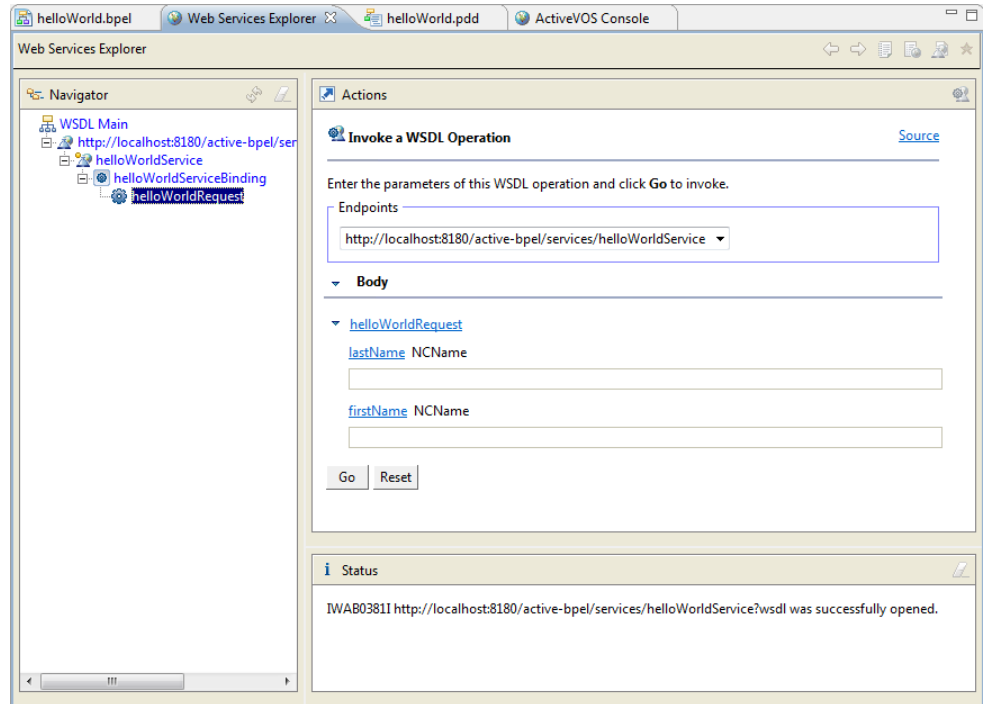 helloWorld.bpel
Web Services Explorer
helloWorld.pdd
ActiveVOS Console
Web Services Explorer
Navigator
WSDL Main
http://localhost:8180/active-bpel/ser
helloWorldService
helloWorldServiceBinding
helloWorldRequest
Actions
Invoke a WSDL Operation
Source
Enter the parameters of this WSDL operation and click Go to invoke.
Endpoints
http://localhost:8180/active-bpel/services/helloWorldService
Body
helloWorldRequest
lastName NCName
firstName NCName
Go
Reset
i Status
IWAB0381I http://localhost:8180/active-bpel/services/helloWorldService?wsdl was successfully opened.